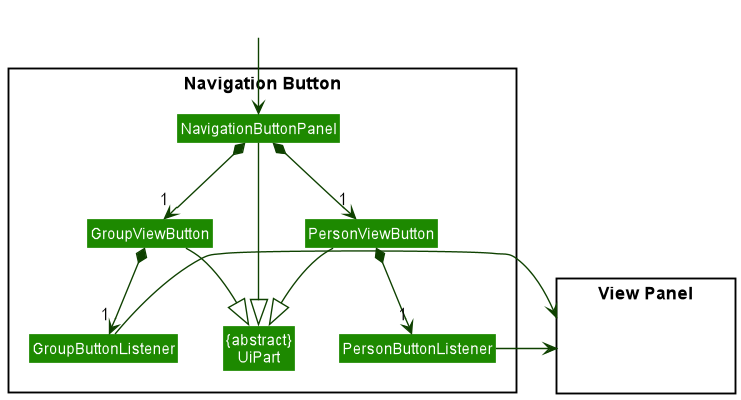 Navigation Button
NavigationButtonPanel
1
1
GroupViewButton
PersonViewButton
View Panel
1
1
GroupButtonListener
{abstract}
UiPart
PersonButtonListener